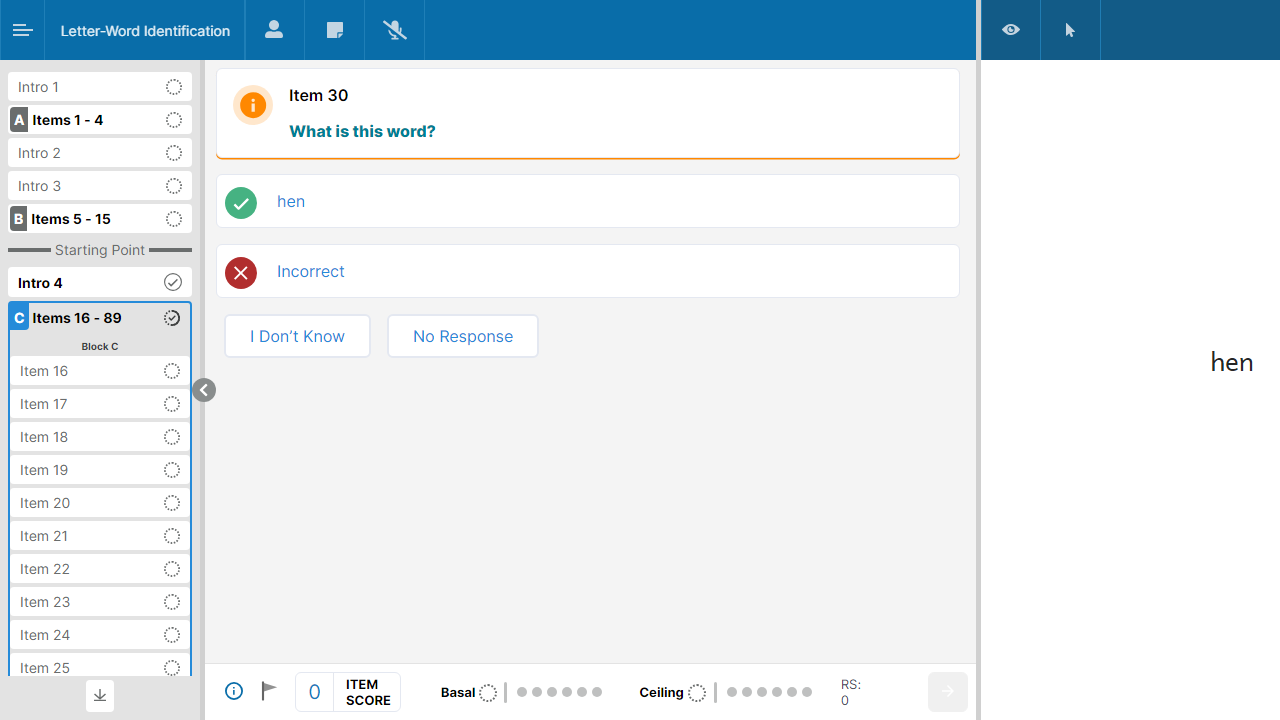 Letter-Word Identification
Intro 1
A Items 1 - 4
Intro 2
Intro 3
B Items 5 - 15
Starting Point
Intro 4
C Items 16 - 89
Block C
Item 16
Item 17
Item 18
Item 19
Item 20
Item 21
Item 22
Item 23
Item 24
Item 25
Item 30
What is this word?
hen
Incorrect
I Don’t Know
No Response
0 ITEM SCORE
Basal
Ceiling
RS:
0
hen